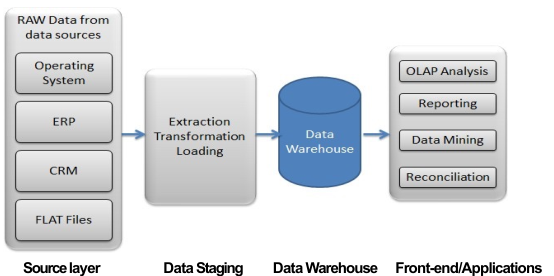 RAW Data from
data sources
Operating
System
ERP
CRM
FLAT Files
Extraction
Transformation
Loading
Data
Warehouse
OLAP Analysis
Reporting
Data Mining
Reconciliation
Source layer
Data Staging
Data Warehouse
Front-end/Applications